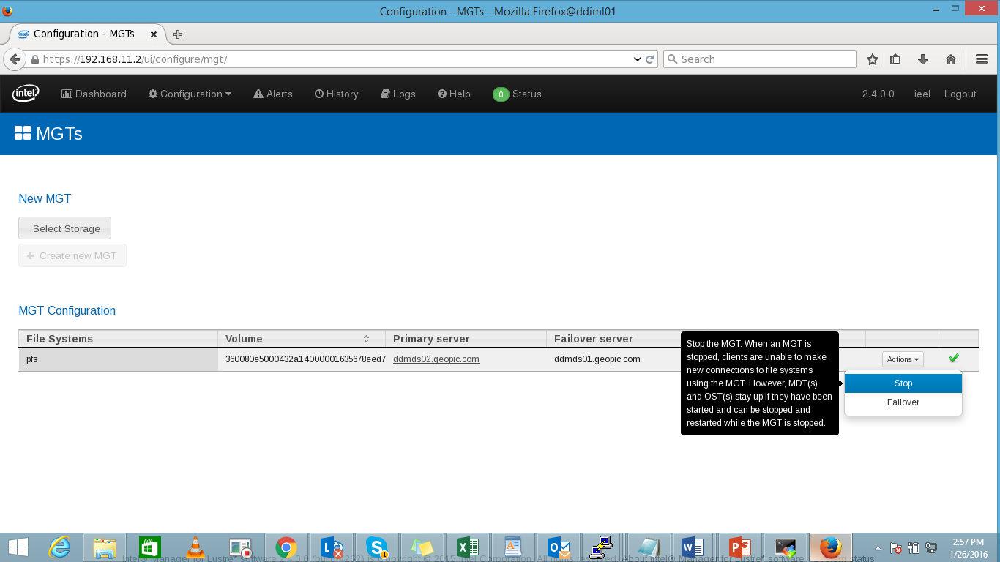 Configuration - MGTs - Mozilla Firefox@ddiml01
Configuration - MGTs
https://192.168.11.2/ui/configure/mgt/
Search
intel
Dashboard
Configuration
Alerts
History
Logs
Help
0 Status
2.4.0.0
ieel
Logout
MGTs
New MGT
Select Storage
+ Create new MGT
MGT Configuration
File Systems
Volume
Primary server
Failover server
pfs
360080e5000432a14000001635678eed7
ddmds02.geopic.com
ddmds01.geopic.com
Actions
Stop the MGT. When an MGT is
stopped, clients are unable to make
new connections to file systems
using the MGT. However, MDT(s)
and OST(s) stay up if they have been
started and can be stopped and
restarted while the MGT is stopped.
Stop
Failover
2:57 PM
1/26/2016
Intel® Manager for Lustre* software 2.4.0.0 (build 4262) is Copyright © 2015 Intel Corporation. All rights reserved. About Intel® Manager for Lustre* software status